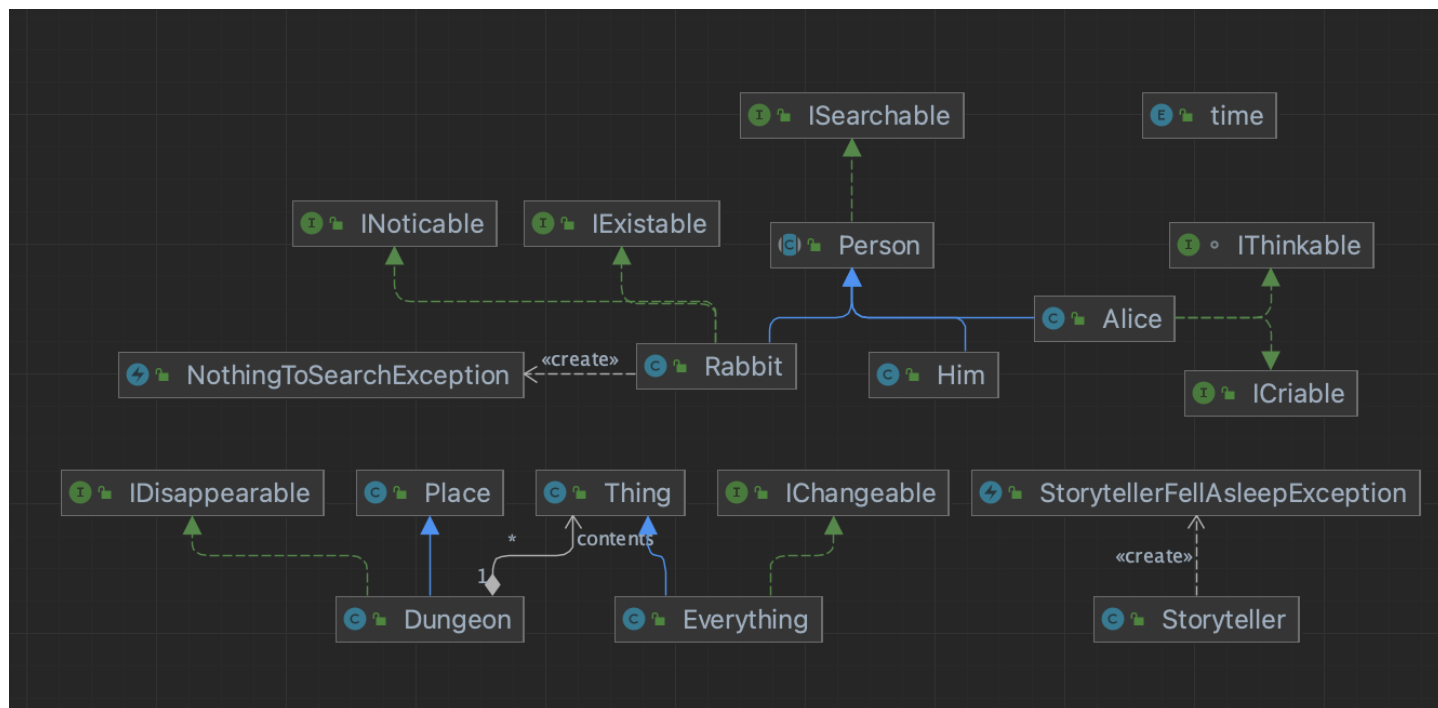 ISearchable
time
INoticable
IExistable
Person
IThinkable
Alice
NothingToSearchException
«create»
Rabbit
Him
ICriable
IDisappearable
Place
Thing
IChangeable
StorytellerFellAsleepException
*
contents
«create»
1
Dungeon
Everything
Storyteller